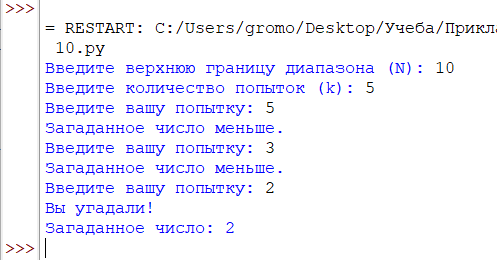 >>>
= RESTART: C:/Users/gromo/Desktop/Учеба/Прикла
10.py
Введите верхнюю границу диапазона (N): 10
Введите количество попыток (k): 5
Введите вашу попытку: 5
Загаданное число меньше.
Введите вашу попытку: 3
Загаданное число меньше.
Введите вашу попытку: 2
Вы угадали!
Загаданное число: 2
>>>